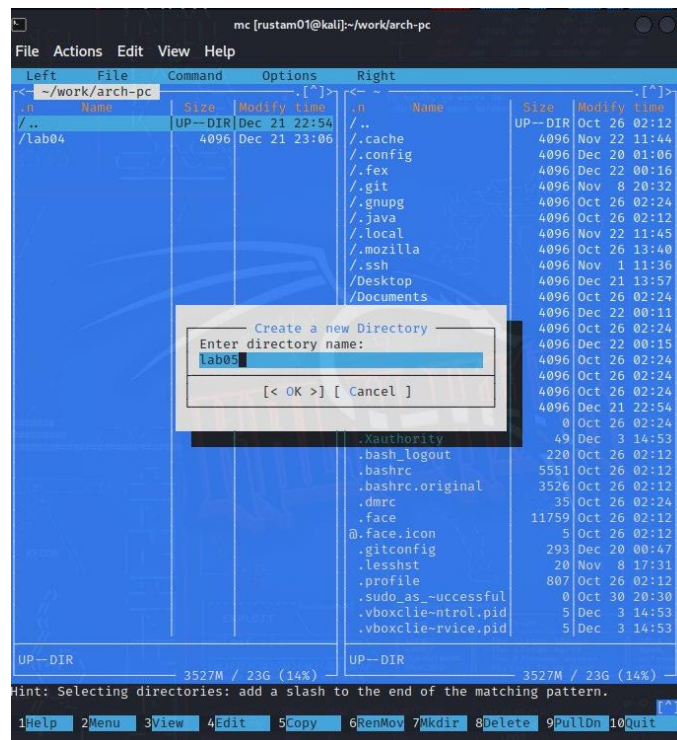 mc [rustam01@kali]:~/work/arch-pc
File Actions Edit View Help
Left File Command Options Right
<- ~/work/arch-pc .[^]>
.n Name Size Modify time
/.. UP--DIR Dec 21 22:54
/lab04 4096 Dec 21 23:06
UP--DIR
3527M / 23G (14%)
<- ~ .[^]>
.n Name Size Modify time
/.. UP--DIR Oct 26 02:12
/.cache 4096 Nov 22 11:44
/.config 4096 Dec 20 01:06
/.fex 4096 Dec 22 00:16
/.git 4096 Nov 8 20:32
/.gnupg 4096 Oct 26 02:24
/.java 4096 Oct 26 02:12
/.local 4096 Nov 22 11:45
/.mozilla 4096 Oct 26 13:40
/.ssh 4096 Nov 1 11:36
/Desktop 4096 Dec 21 13:57
/Documents 4096 Oct 26 02:24
4096 Dec 22 00:11
4096 Oct 26 02:24
4096 Dec 22 00:15
4096 Oct 26 02:24
4096 Oct 26 02:24
4096 Oct 26 02:24
4096 Dec 21 22:54
0 Oct 26 02:24
.Xauthority 49 Dec 3 14:53
.bash_logout 220 Oct 26 02:12
.bashrc 5551 Oct 26 02:12
.bashrc.original 3526 Oct 26 02:12
.dmrc 35 Oct 26 02:24
.face 11759 Oct 26 02:12
@.face.icon 5 Oct 26 02:12
.gitconfig 293 Dec 20 00:47
.lesshst 20 Nov 8 17:31
.profile 807 Oct 26 02:12
.sudo_as_~uccessful 0 Oct 30 20:30
.vboxclie~ntrol.pid 5 Dec 3 14:53
.vboxclie~rvice.pid 5 Dec 3 14:53
UP--DIR
3527M / 23G (14%)
Create a new Directory
Enter directory name:
lab05
[< OK >] [ Cancel ]
Hint: Selecting directories: add a slash to the end of the matching pattern.
[^]
1Help 2Menu 3View 4Edit 5Copy 6RenMov 7Mkdir 8Delete 9PullDn 10Quit